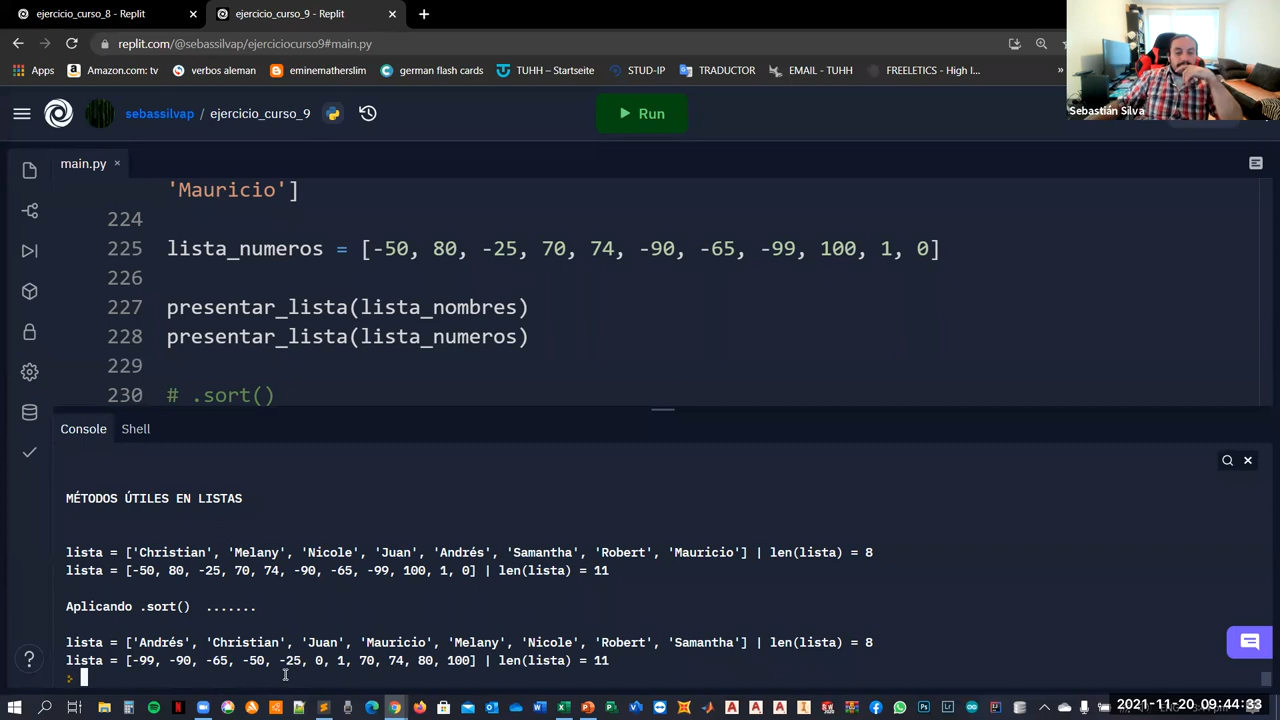 ejercicio_curso_8 - Replit
ejercicio_curso_9 - Replit
replit.com/@sebassilvap/ejerciciocurso9#main.py
Apps
Amazon.com: tv
verbos aleman
eminematherslim
germ
TUHH – Startseite
STUD-IP
TRADUCTOR
EMAIL - TUHH
FREELETICS - High I...
»
Sebastián Silva
sebassilvap / ejercicio_curso_9
Run
main.py
'Mauricio']
224
225 lista_numeros = [-50, 80, -25, 70, 74, -90, -65, -99, 100, 1, 0]
226
227 presentar_lista(lista_nombres)
228 presentar_lista(lista_numeros)
229
230 # .sort()
Console
Shell
MÉTODOS ÚTILES EN LISTAS
lista = ['Christian', 'Melany', 'Nicole', 'Juan', 'Andrés', 'Samantha', 'Robert', 'Mauricio'] | len(lista) = 8
lista = [-50, 80, -25, 70, 74, -90, -65, -99, 100, 1, 0] | len(lista) = 11
Aplicando .sort() .......
lista = ['Andrés', 'Christian', 'Juan', 'Mauricio', 'Melany', 'Nicole', 'Robert', 'Samantha'] | len(lista) = 8
lista = [-99, -90, -65, -50, -25, 0, 1, 70, 74, 80, 100] | len(lista) = 11
2021-11-20 09:44:33